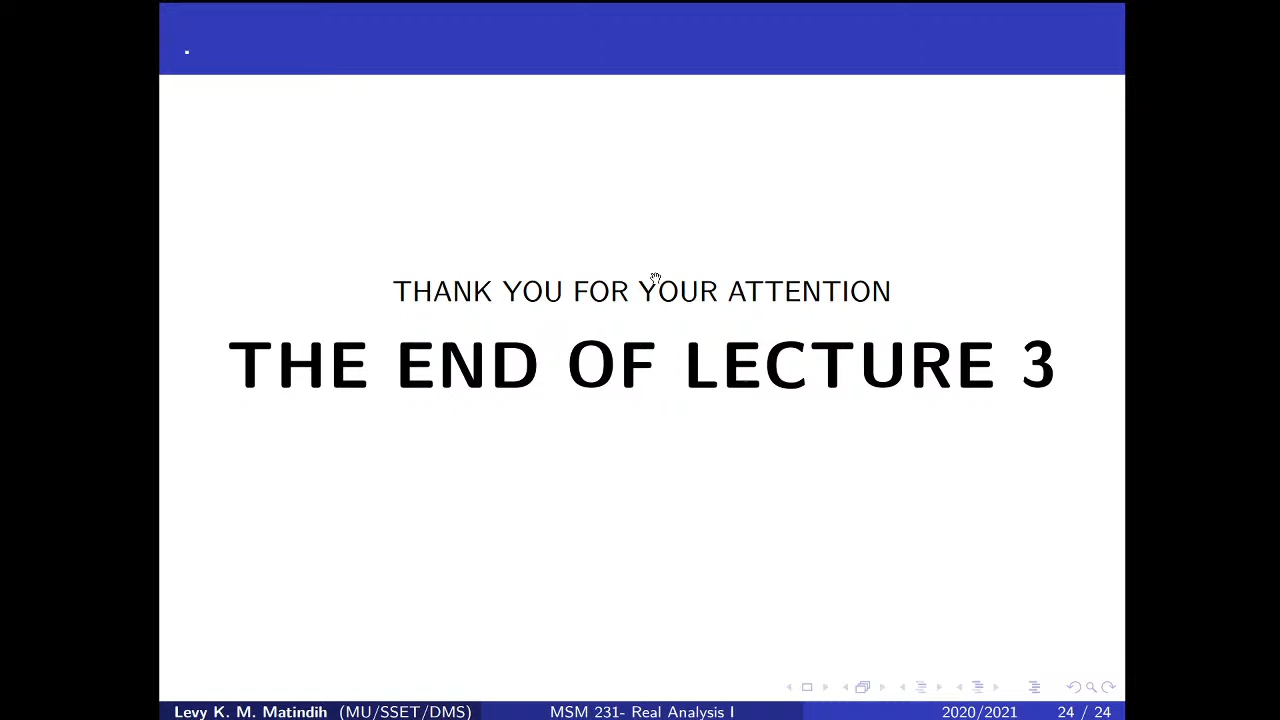 .
THANK YOU FOR YOUR ATTENTION
THE END OF LECTURE 3
Levy K. M. Matindih (MU/SSET/DMS) MSM 231- Real Analysis I 2020/2021 24 / 24